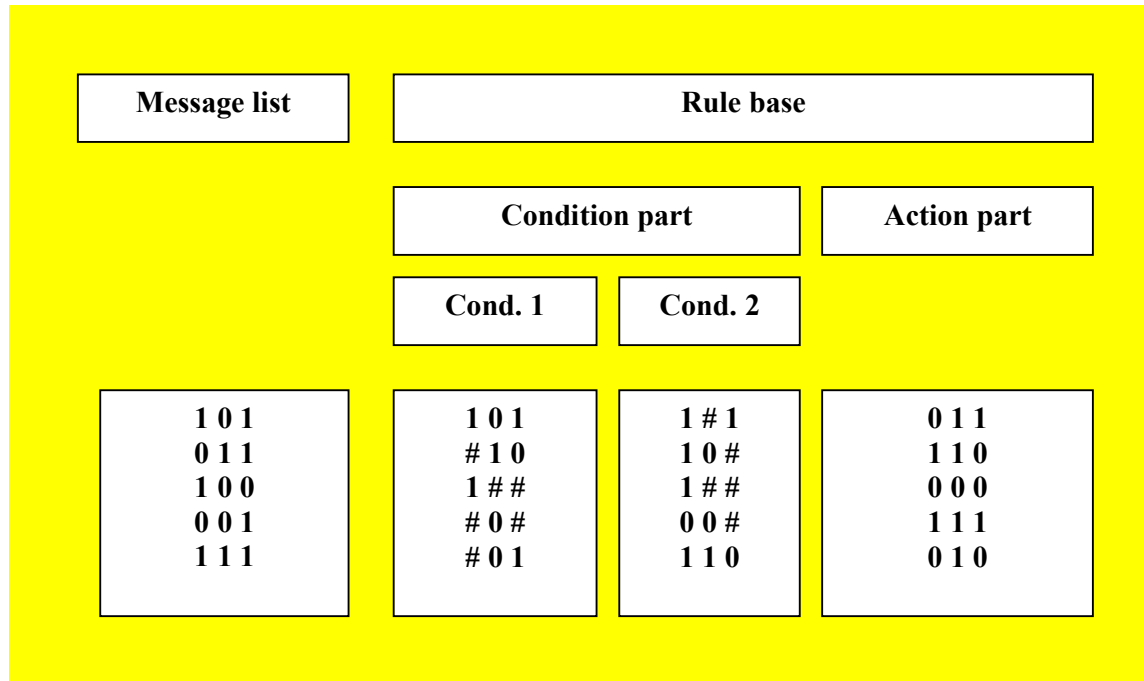 Message list
Rule base
Condition part
Action part
Cond. 1
Cond. 2
1 0 1
0 1 1
1 0 0
0 0 1
1 1 1
1 0 1
# 1 0
1 # #
# 0 #
# 0 1
1 # 1
1 0 #
1 # #
0 0 #
1 1 0
0 1 1
1 1 0
0 0 0
1 1 1
0 1 0